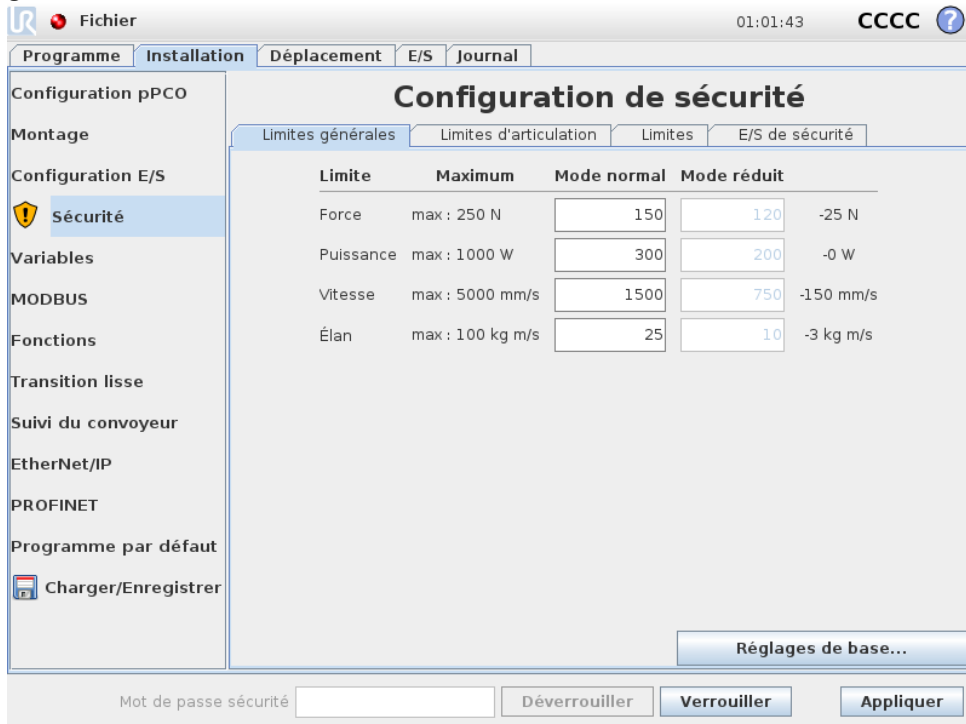 UR Fichier 01:01:43 CCCC ?
Programme Installation Déplacement E/S Journal
Configuration pPCO
Montage
Configuration E/S
Sécurité
Variables
MODBUS
Fonctions
Transition lisse
Suivi du convoyeur
EtherNet/IP
PROFINET
Programme par défaut
Charger/Enregistrer
Configuration de sécurité
Limites générales Limites d'articulation Limites E/S de sécurité
Limite Maximum Mode normal Mode réduit
Force max : 250 N 150 120 -25 N
Puissance max : 1000 W 300 200 -0 W
Vitesse max : 5000 mm/s 1500 750 -150 mm/s
Élan max : 100 kg m/s 25 10 -3 kg m/s
Réglages de base...
Mot de passe sécurité Déverrouiller Verrouiller Appliquer